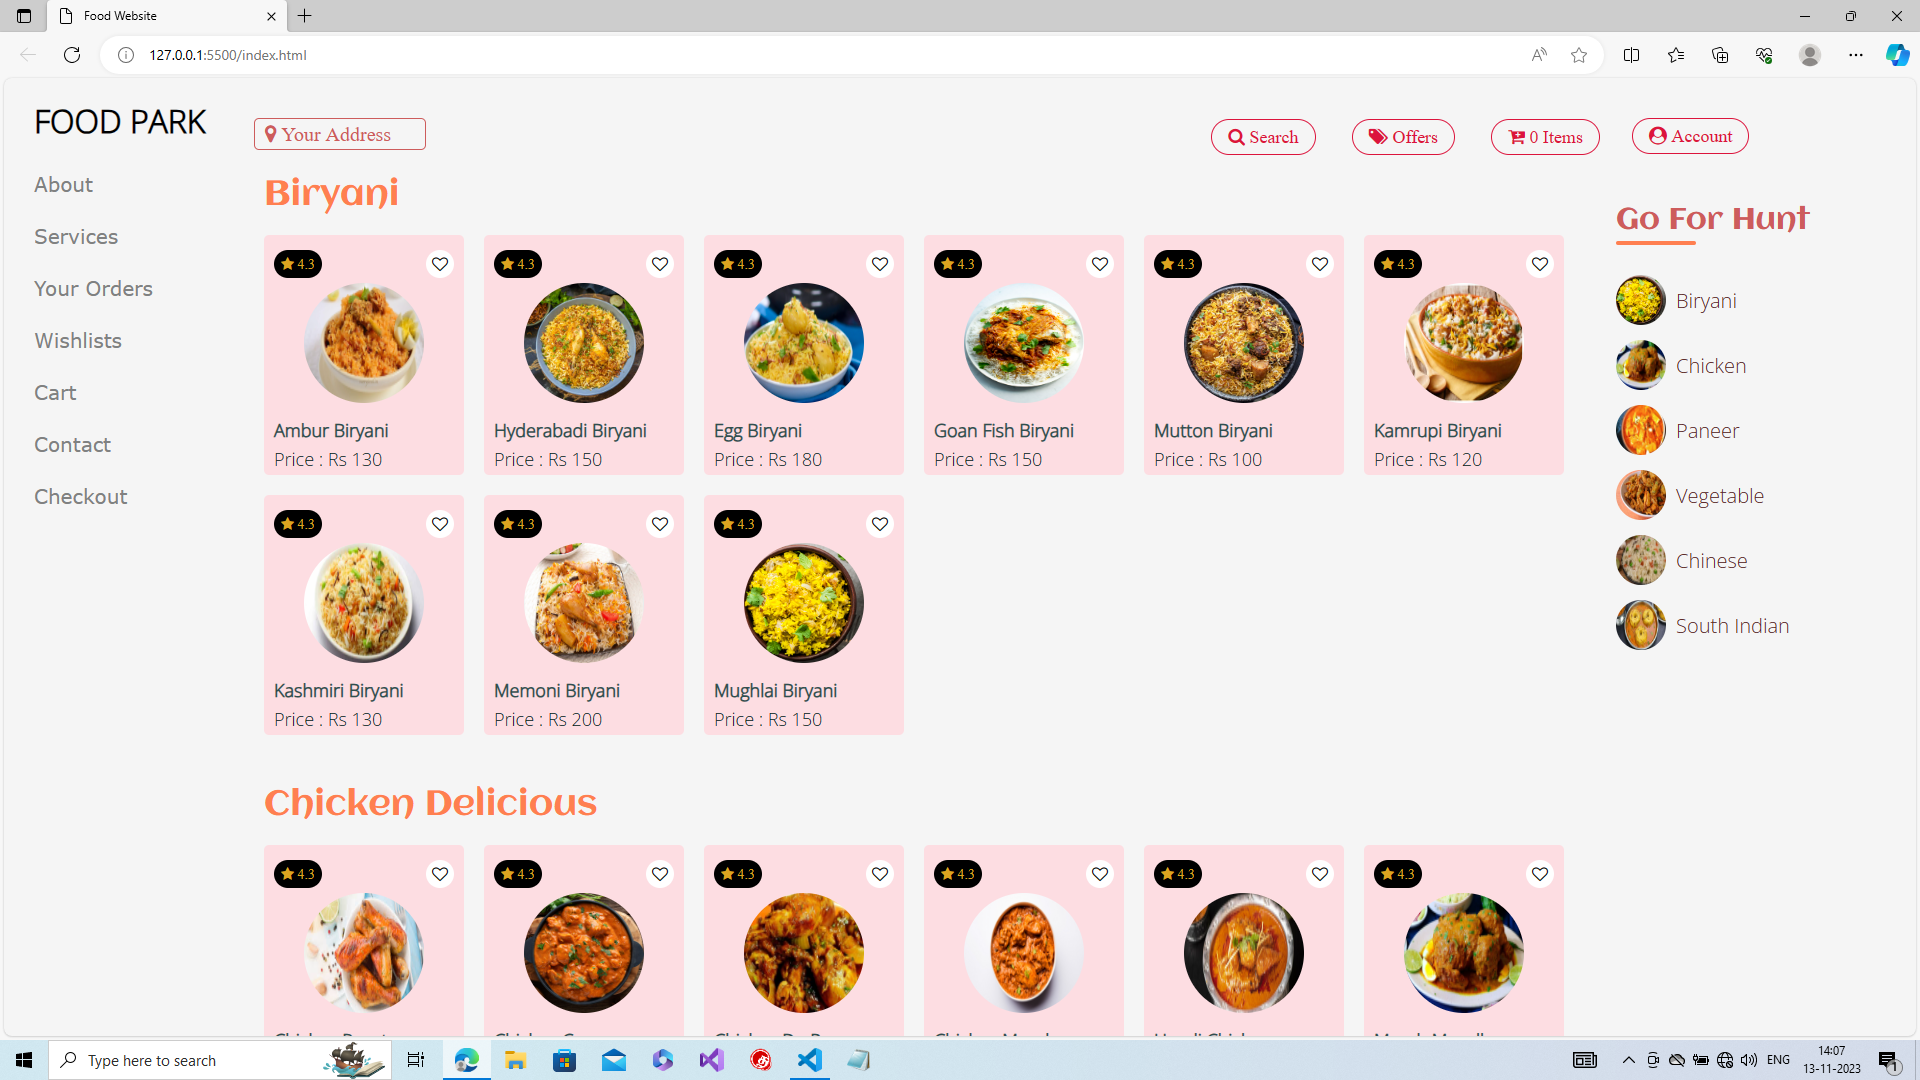 Food Website
127.0.0.1:5500/index.html
FOOD PARK
Your Address
Search
Offers
0 Items
Account
About
Services
Your Orders
Wishlists
Cart
Contact
Checkout
Biryani
4.3
4.3
4.3
4.3
4.3
4.3
Ambur Biryani
Price : Rs 130
Hyderabadi Biryani
Price : Rs 150
Egg Biryani
Price : Rs 180
Goan Fish Biryani
Price : Rs 150
Mutton Biryani
Price : Rs 100
Kamrupi Biryani
Price : Rs 120
4.3
4.3
4.3
Kashmiri Biryani
Price : Rs 130
Memoni Biryani
Price : Rs 200
Mughlai Biryani
Price : Rs 150
Chicken Delicious
4.3
4.3
4.3
4.3
4.3
4.3
Go For Hunt
Biryani
Chicken
Paneer
Vegetable
Chinese
South Indian
Type here to search
ENG
14:07
13-11-2023
1